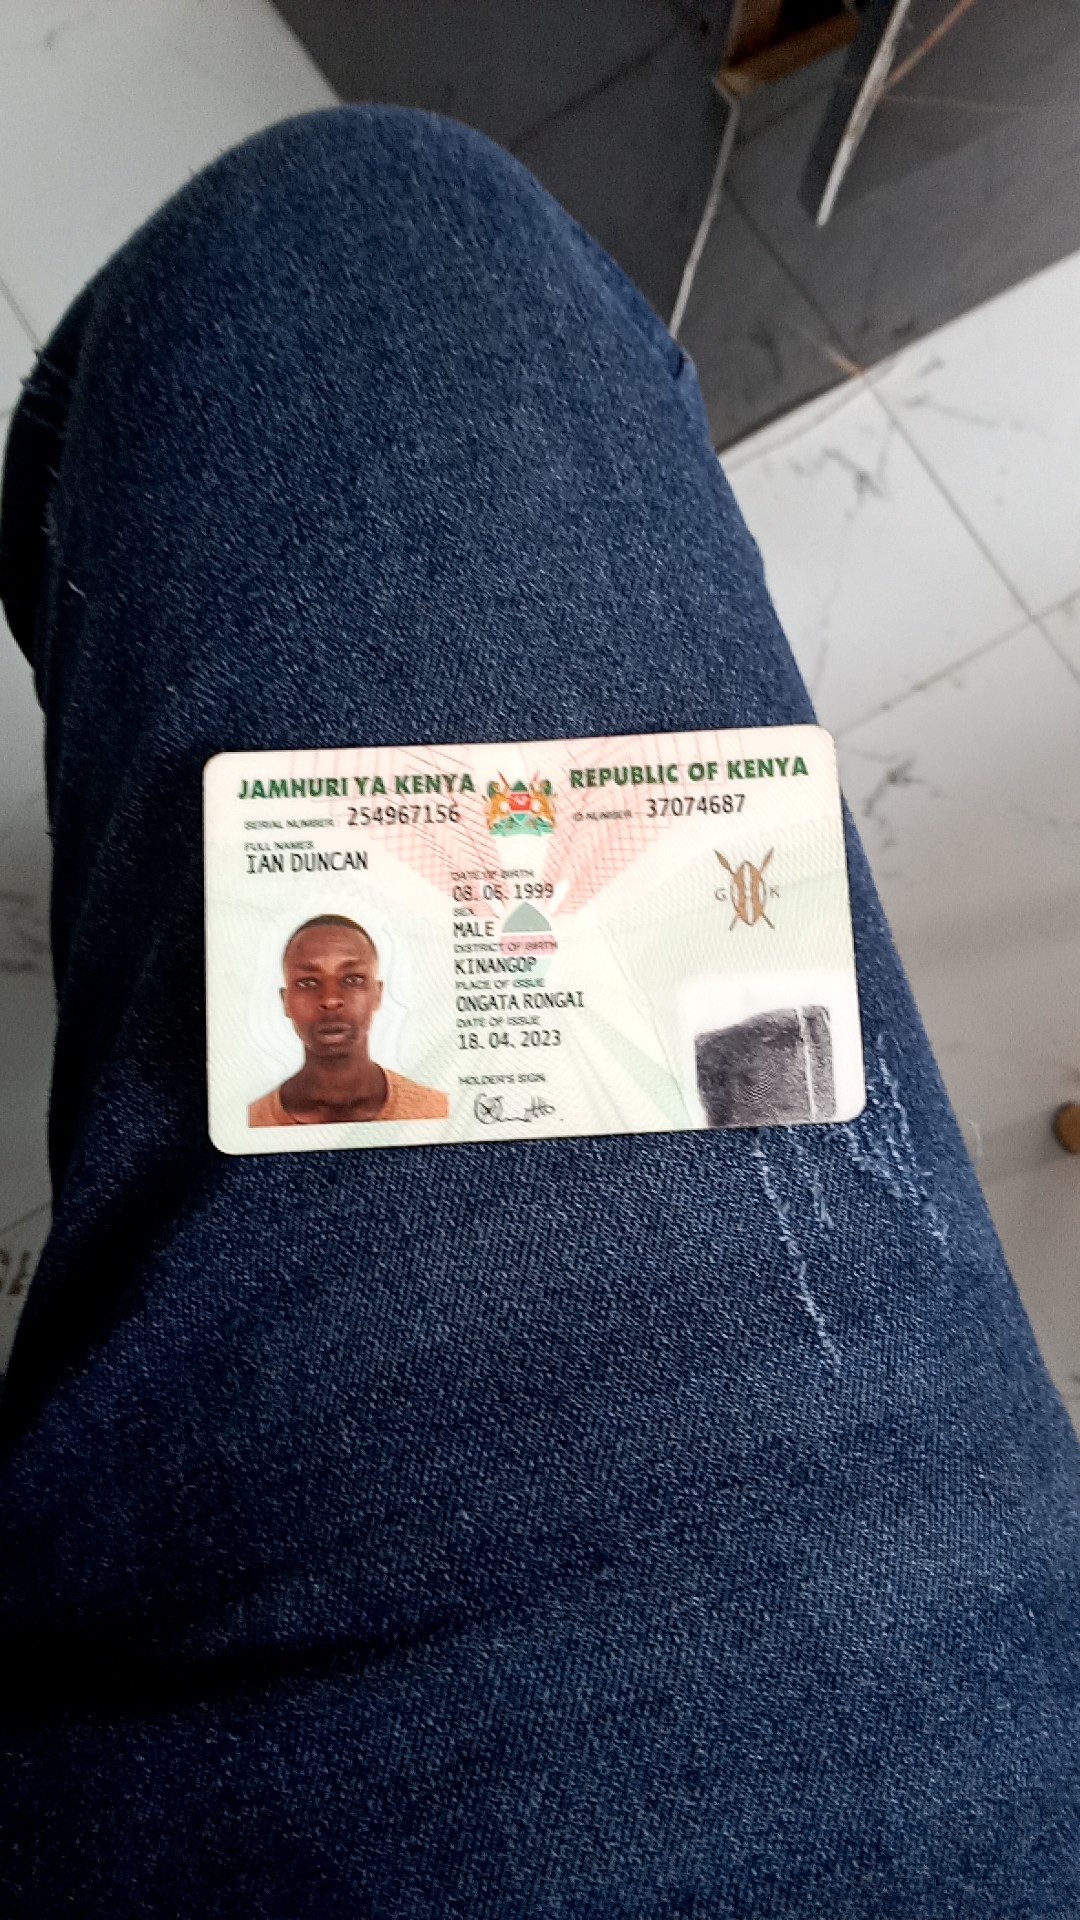 JAMHURI YA KENYA REPUBLIC OF KENYA
SERIAL NUMBER: 254967156 ID NUMBER: 37074687
FULL NAMES
IAN DUNCAN
DATE OF BIRTH
08. 06. 1999
SEX
MALE
DISTRICT OF BIRTH
KINANGOP
PLACE OF ISSUE
ONGATA RONGAI
DATE OF ISSUE
18. 04. 2023
HOLDER'S SIGN.
G K